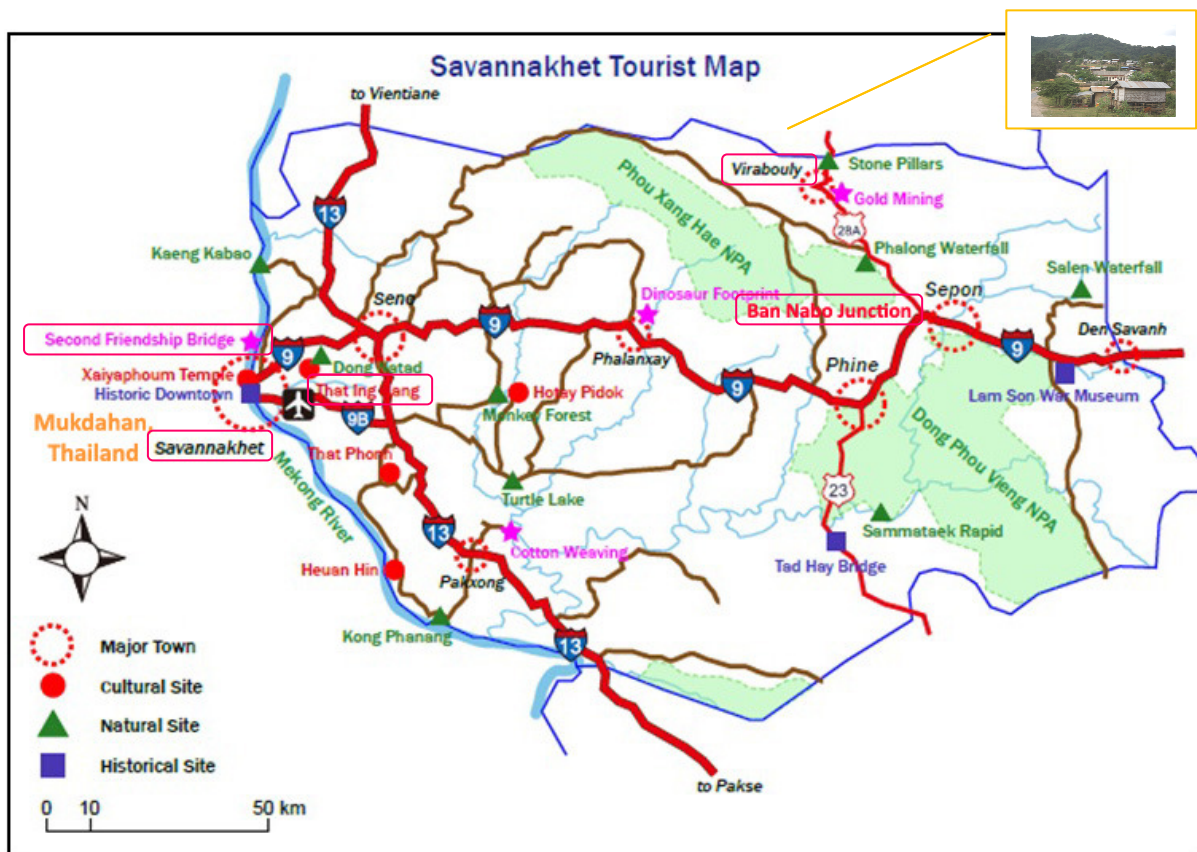 Savannakhet Tourist Map
to Vientiane
Virabouly
Stone Pillars
Gold Mining
13
28A
Phou Xang Hae NPA
Kaeng Kabao
Phalong Waterfall
Salen Waterfall
Seno
Dinosaur Footprint
Sepon
Ban Nabo Junction
9
Second Friendship Bridge
9
Den Savanh
Phalanxay
9
Dong Natad
Phine
Xaiyaphoum Temple
9
That Ing Hang
Hotay Pidok
Historic Downtown
Lam Son War Museum
Monkey Forest
9B
Mukdahan,
Thailand
Savannakhet
Dong Phou Vieng NPA
That Phonh
Mekong River
23
Turtle Lake
N
Sammataek Rapid
13
Cotton Weaving
Tad Hay Bridge
Heuan Hin
Pakxong
Kong Phanang
13
Major Town
Cultural Site
Natural Site
Historical Site
to Pakse
0 10 50 km